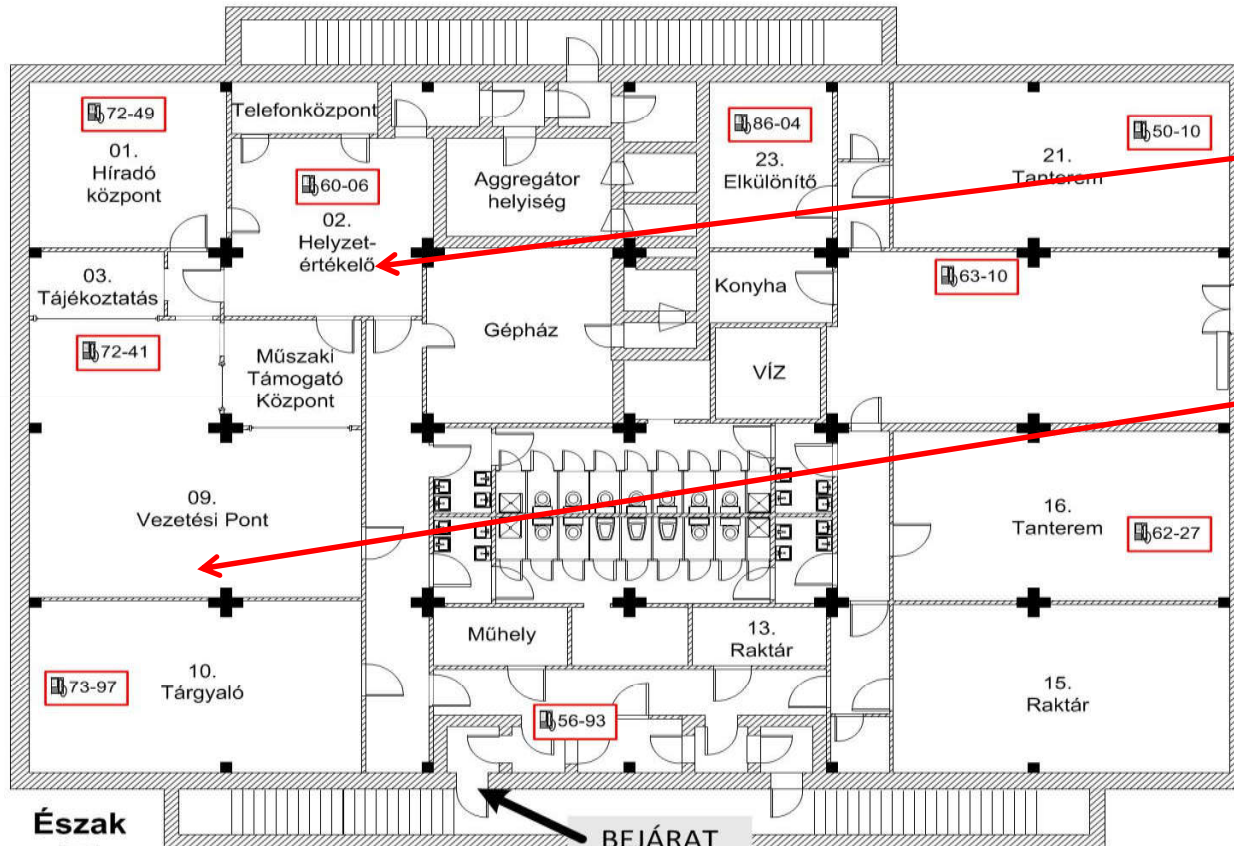 72-49
01.
Híradó
központ
Telefonközpont
60-06
02.
Helyzet-
értékelő
Aggregátor
helyiség
86-04
23.
Elkülönítő
50-10
21.
Tanterem
03.
Tájékoztatás
72-41
Műszaki
Támogató
Központ
Gépház
Konyha
VÍZ
63-10
09.
Vezetési Pont
16.
Tanterem
62-27
10.
Tárgyaló
73-97
Műhely
13.
Raktár
56-93
15.
Raktár
Észak
BEJÁRAT